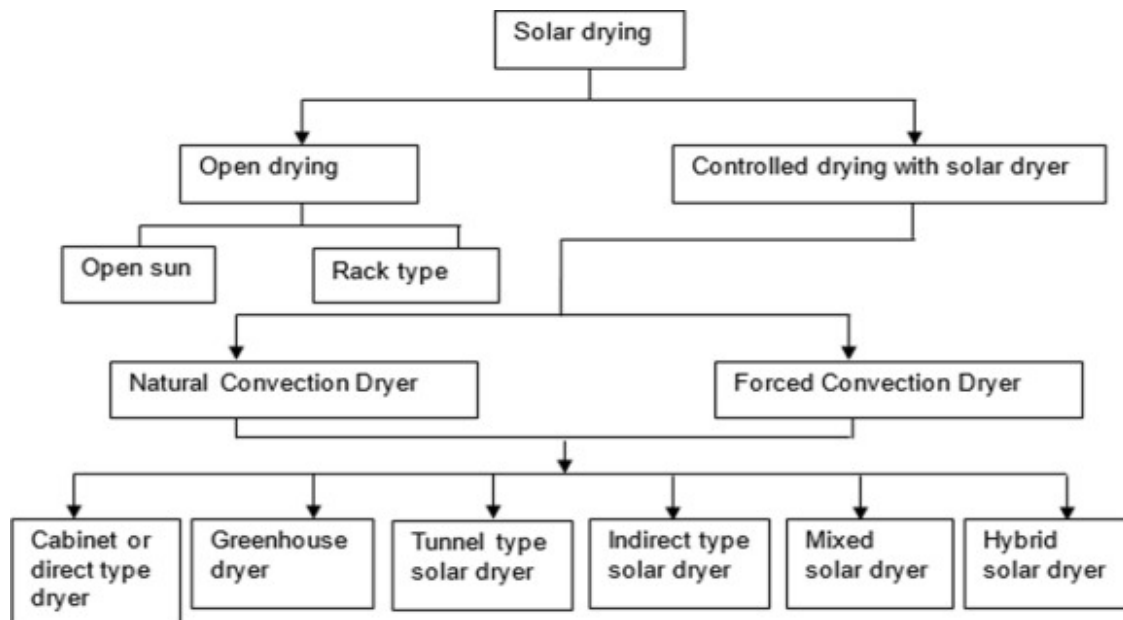 Solar drying
Open drying
Controlled drying with solar dryer
Open sun
Rack type
Natural Convection Dryer
Forced Convection Dryer
Cabinet or
direct type
dryer
Greenhouse
dryer
Tunnel type
solar dryer
Indirect type
solar dryer
Mixed
solar dryer
Hybrid
solar dryer